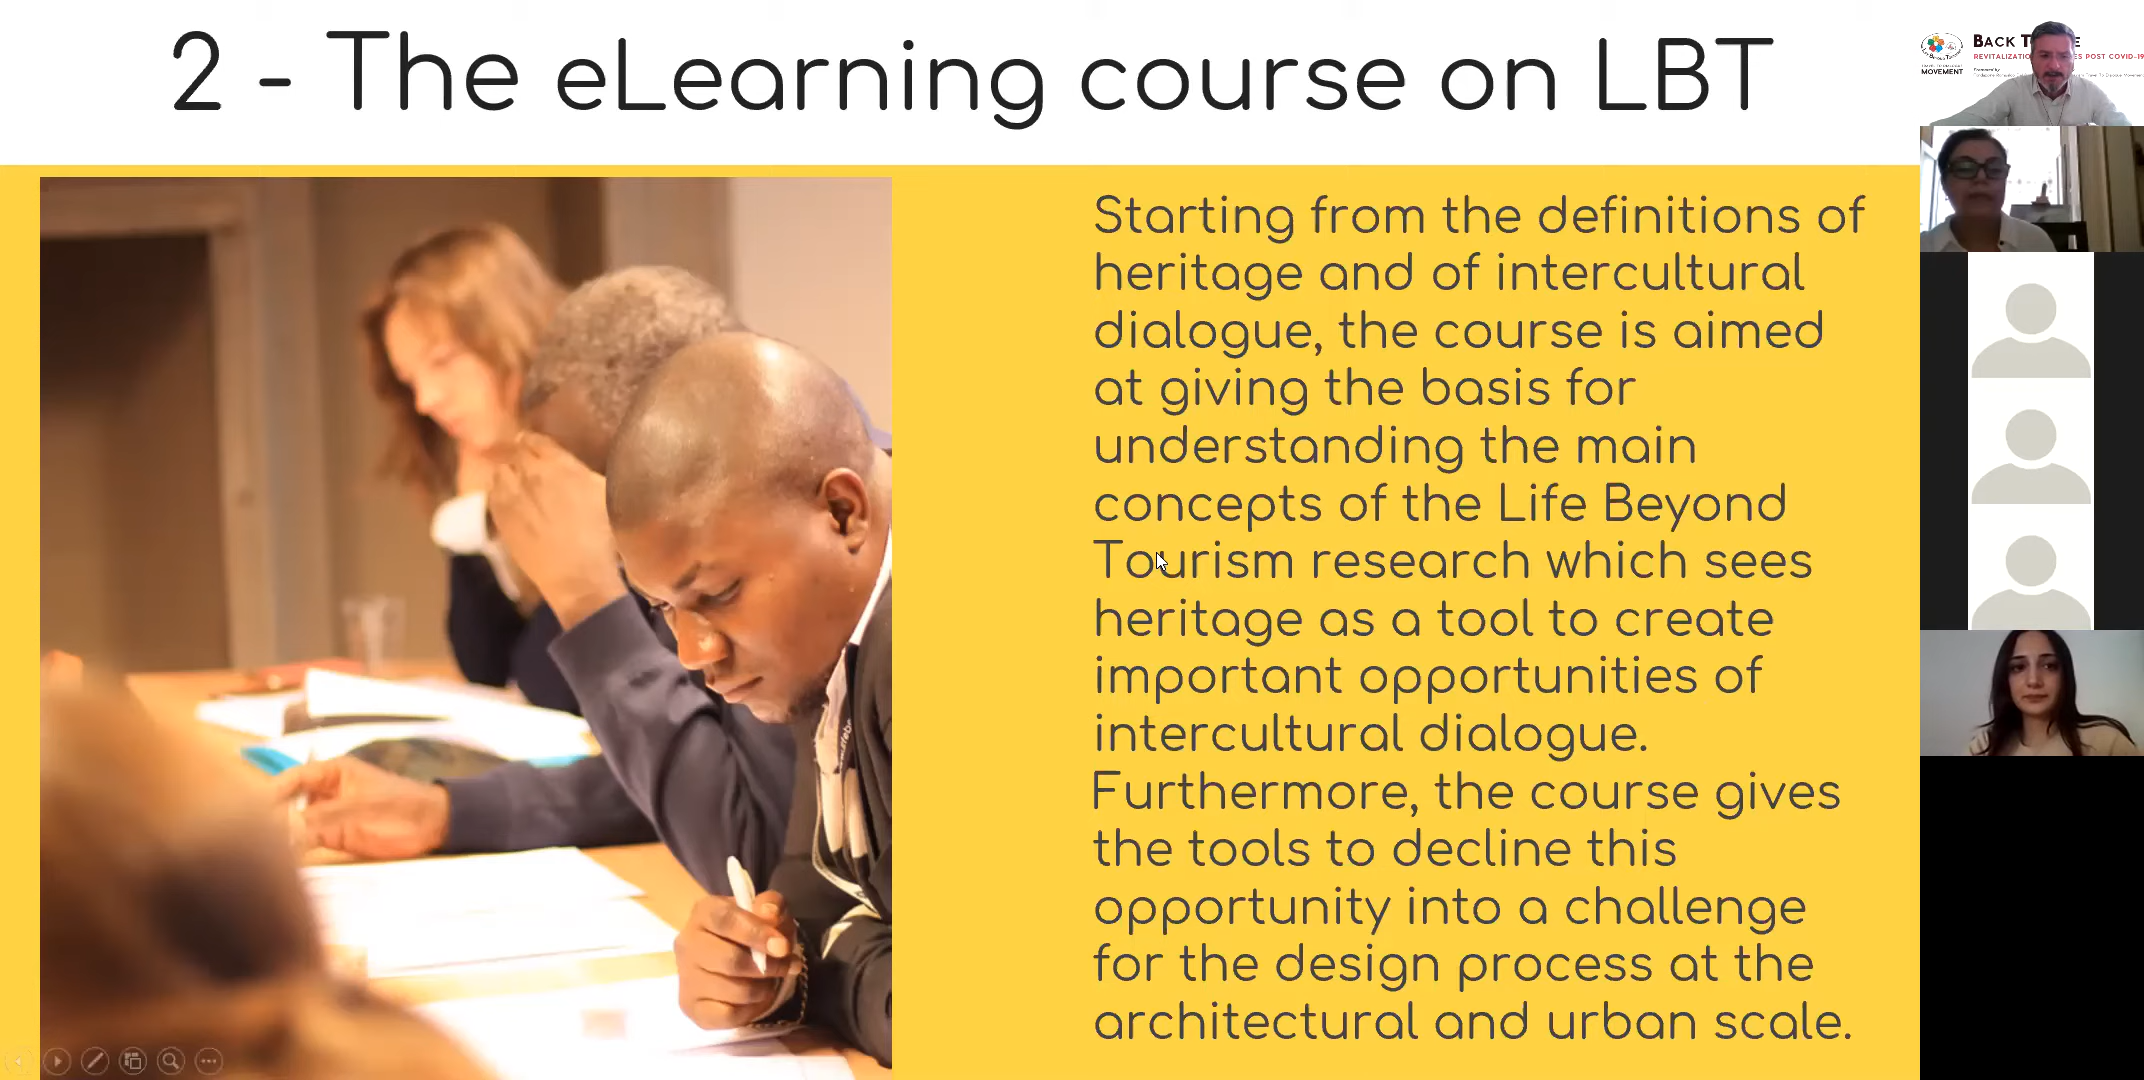 2 - The eLearning course on LBT
Starting from the definitions of
heritage and of intercultural
dialogue, the course is aimed
at giving the basis for
understanding the main
concepts of the Life Beyond
Tourism research which sees
heritage as a tool to create
important opportunities of
intercultural dialogue.
Furthermore, the course gives
the tools to decline this
opportunity into a challenge
for the design process at the
architectural and urban scale.
BACK
POST COVID-19
MOVEMENT